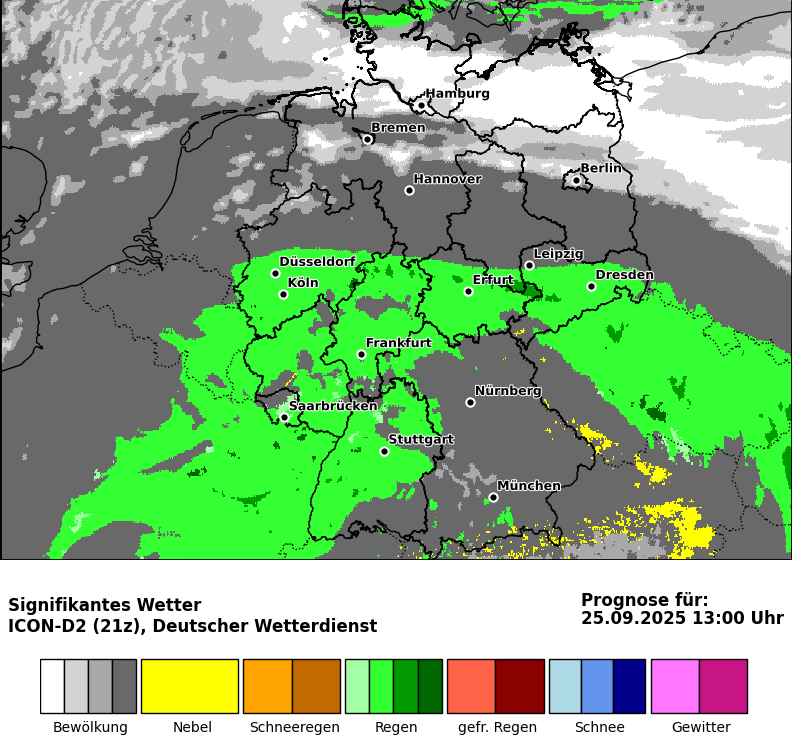 Hamburg
Bremen
Berlin
Hannover
Leipzig
Düsseldorf
Dresden
Köln
Erfurt
Frankfurt
Nürnberg
Saarbrücken
Stuttgart
München
Signifikantes Wetter
ICON-D2 (21z), Deutscher Wetterdienst
Prognose für:
25.09.2025 13:00 Uhr
Bewölkung Nebel Schneeregen Regen gefr. Regen Schnee Gewitter